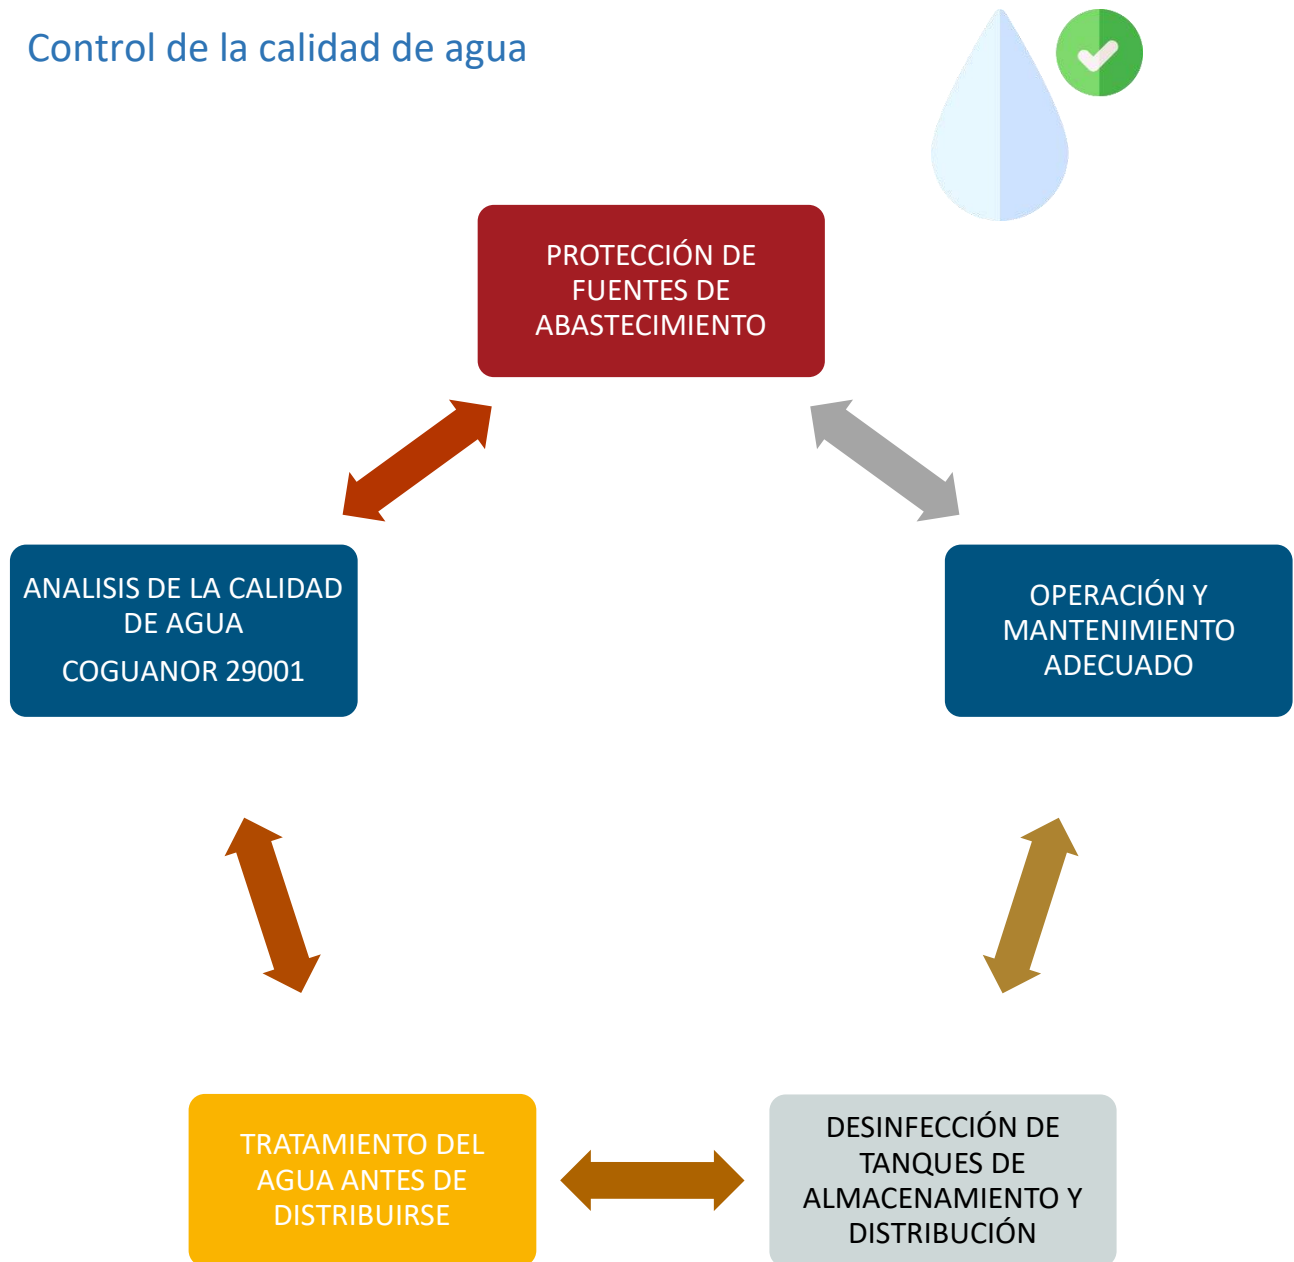 Control de la calidad de agua
PROTECCIÓN DE
FUENTES DE
ABASTECIMIENTO
ANALISIS DE LA CALIDAD
DE AGUA
COGUANOR 29001
OPERACIÓN Y
MANTENIMIENTO
ADECUADO
TRATAMIENTO DEL
AGUA ANTES DE
DISTRIBUIRSE
DESINFECCIÓN DE
TANQUES DE
ALMACENAMIENTO Y
DISTRIBUCIÓN